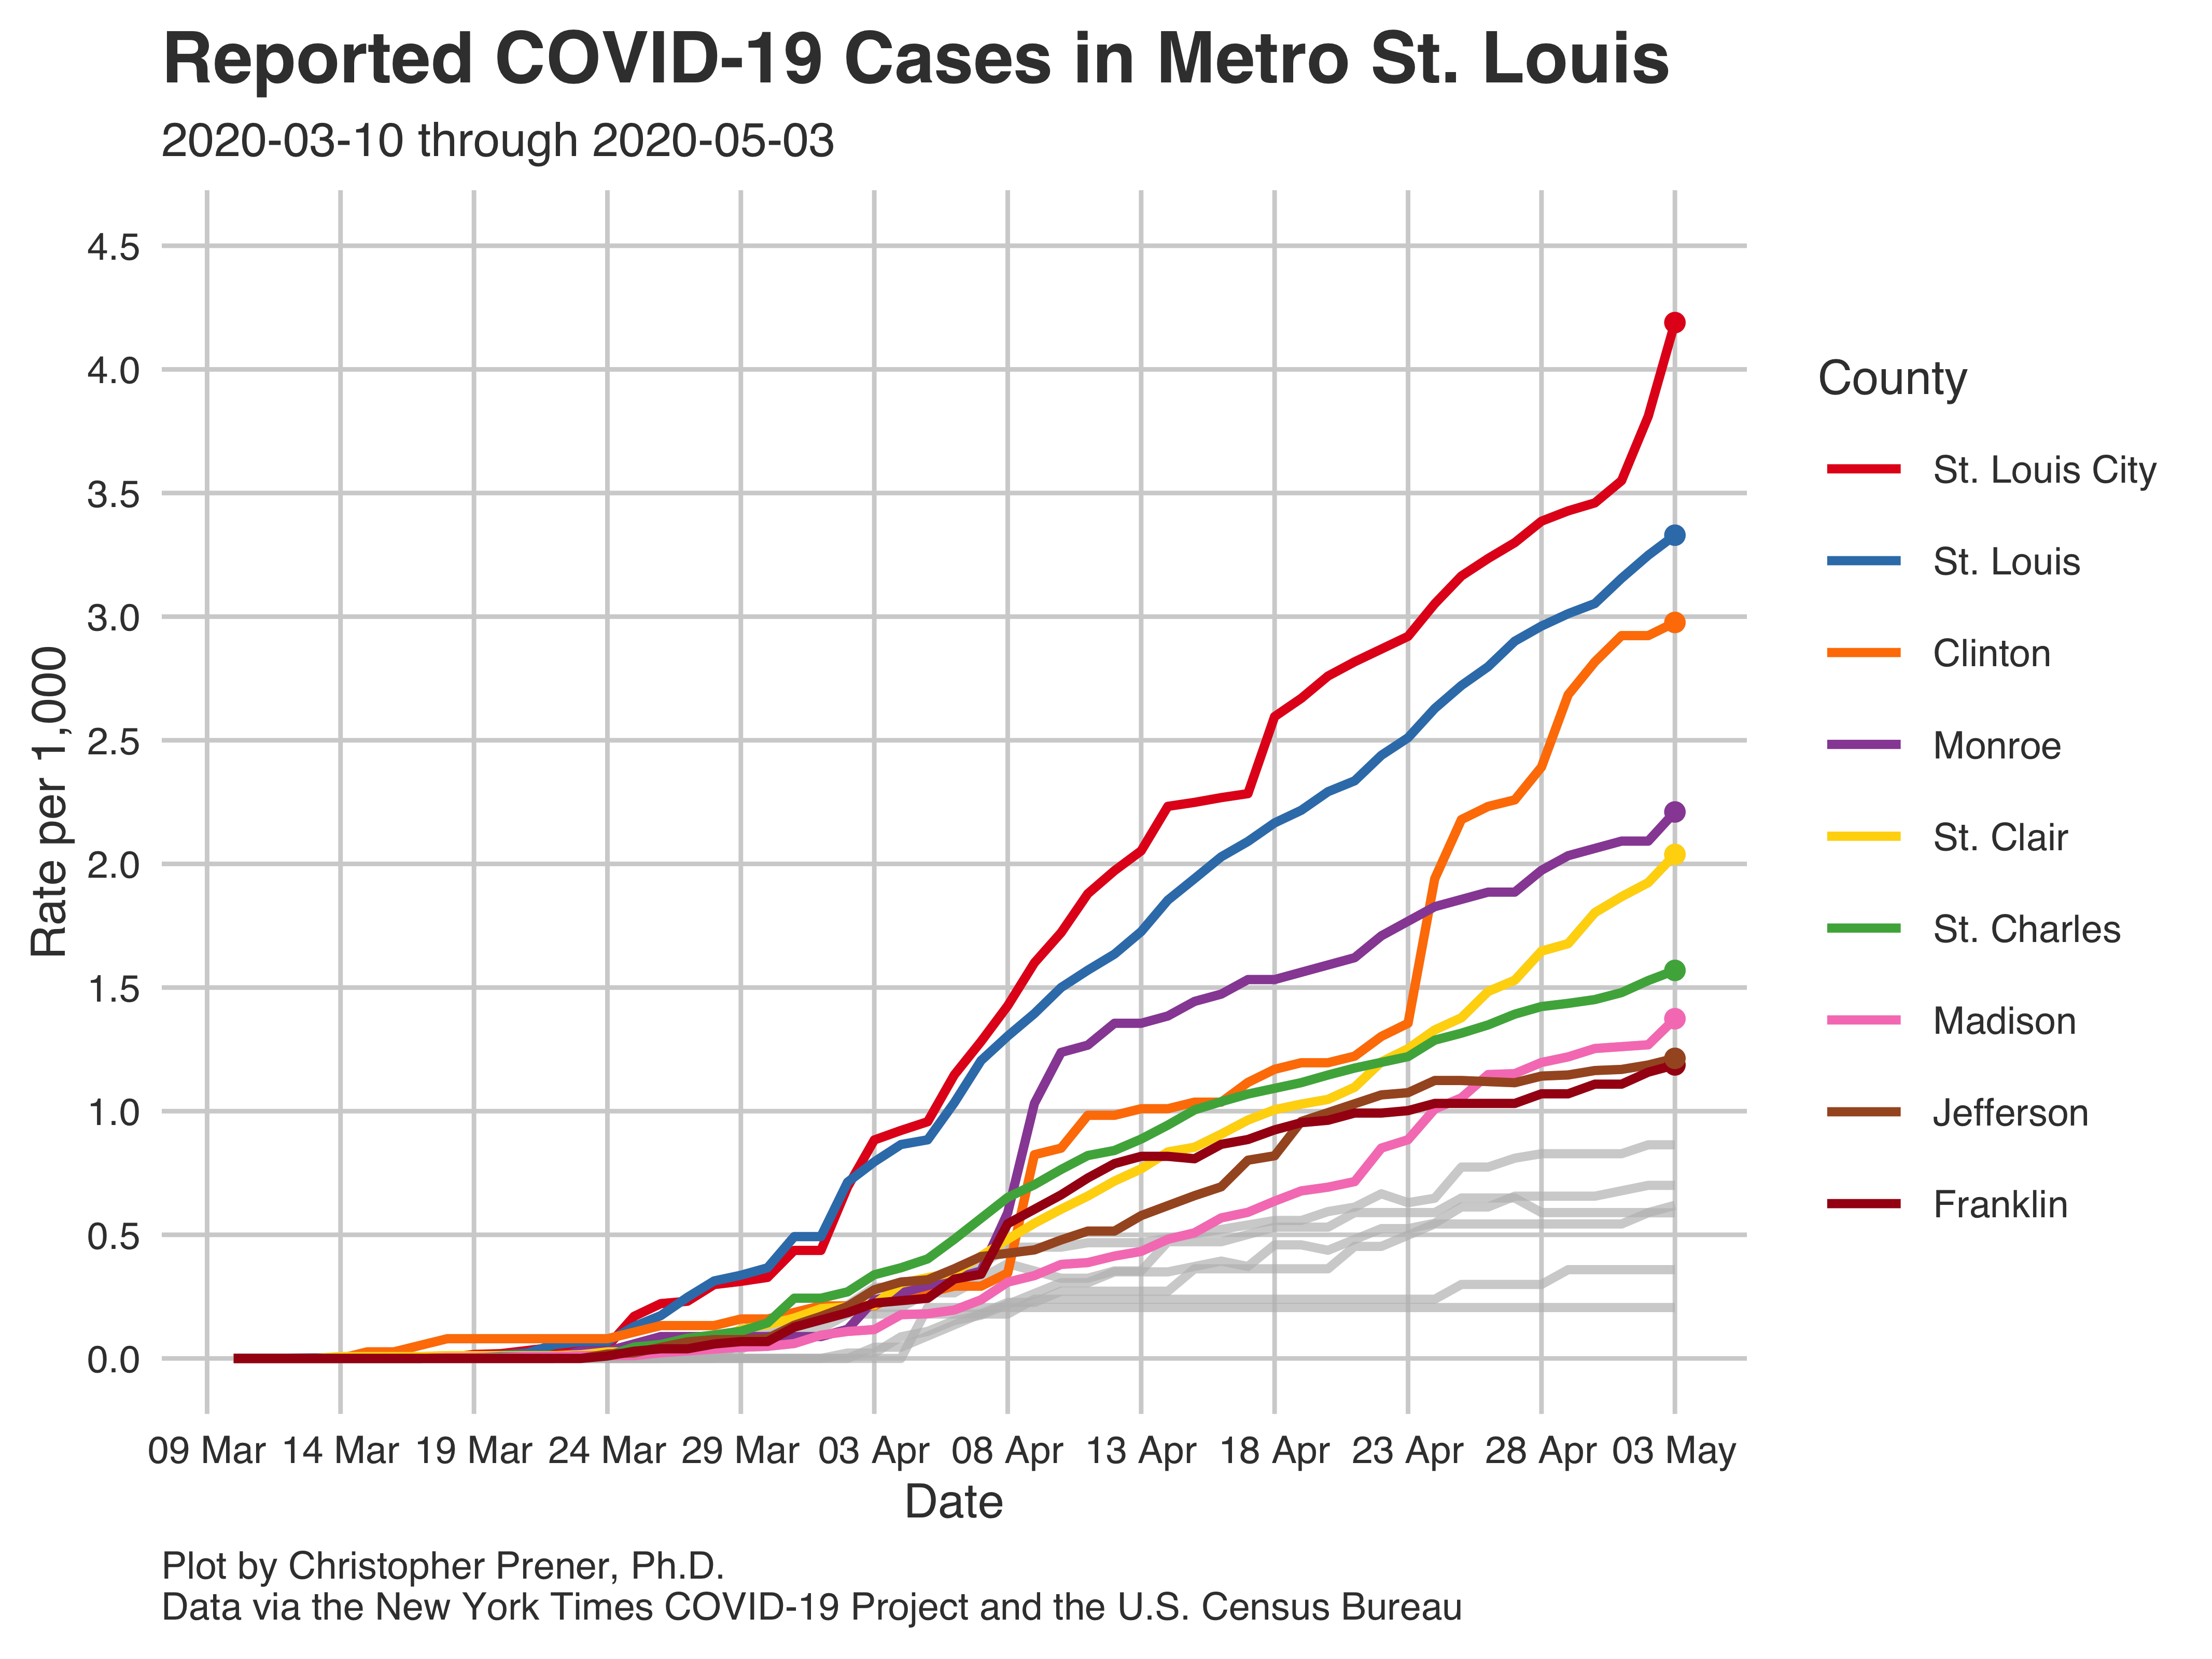 Reported COVID-19 Cases in Metro St. Louis
2020-03-10 through 2020-05-03
4.5
4.0
3.5
3.0
2.5
2.0
1.5
1.0
0.5
0.0
Rate per 1,000
09 Mar 14 Mar 19 Mar 24 Mar 29 Mar 03 Apr 08 Apr 13 Apr 18 Apr 23 Apr 28 Apr 03 May
Date
County
St. Louis City
St. Louis
Clinton
Monroe
St. Clair
St. Charles
Madison
Jefferson
Franklin
Plot by Christopher Prener, Ph.D.
Data via the New York Times COVID-19 Project and the U.S. Census Bureau